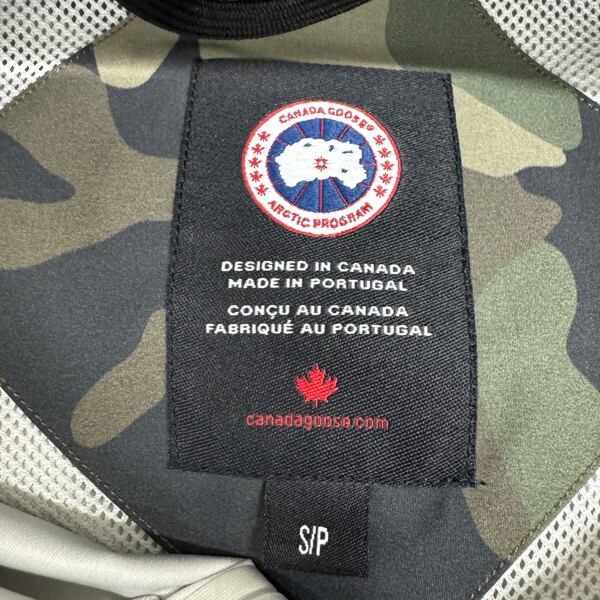 CANADA GOOSE®
ARCTIC PROGRAM
DESIGNED IN CANADA
MADE IN PORTUGAL
CONÇU AU CANADA
FABRIQUÉ AU PORTUGAL
canadagoose.com
S/P